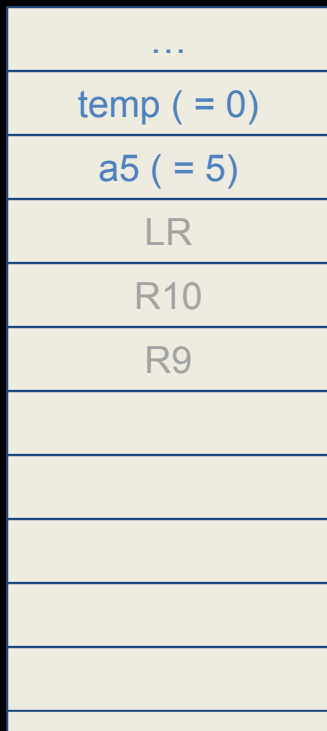 …
temp ( = 0)
a5 ( = 5)
LR
R10
R9